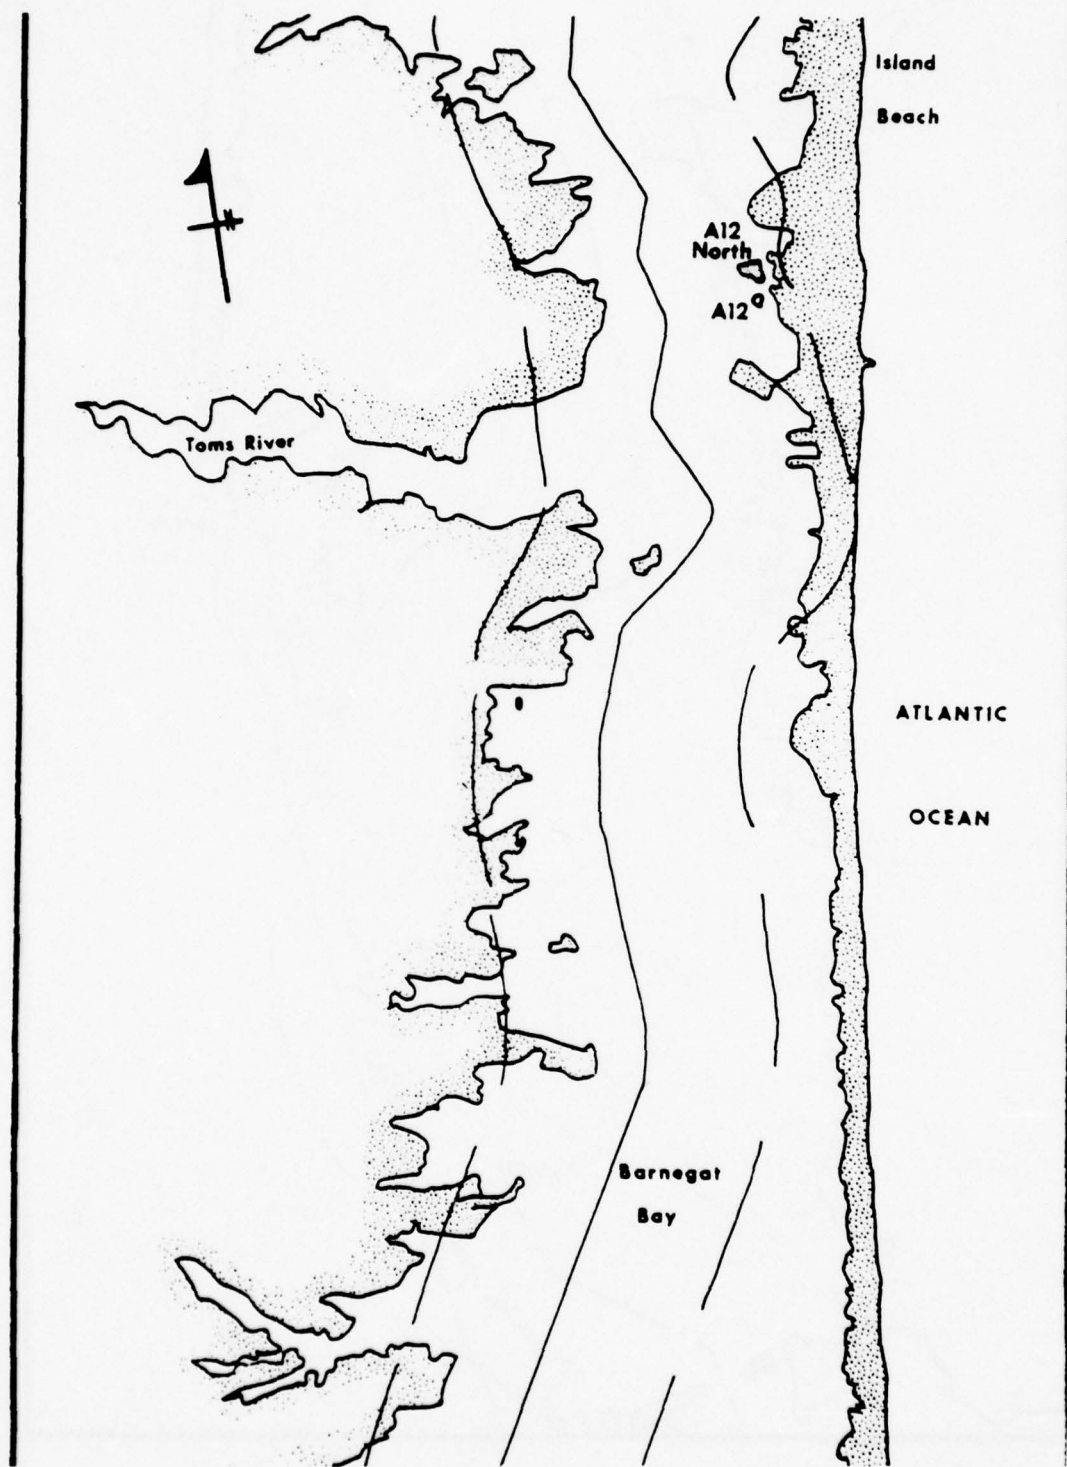 Island
Beach
A12
North
A12
Toms River
ATLANTIC
OCEAN
Barnegat
Bay